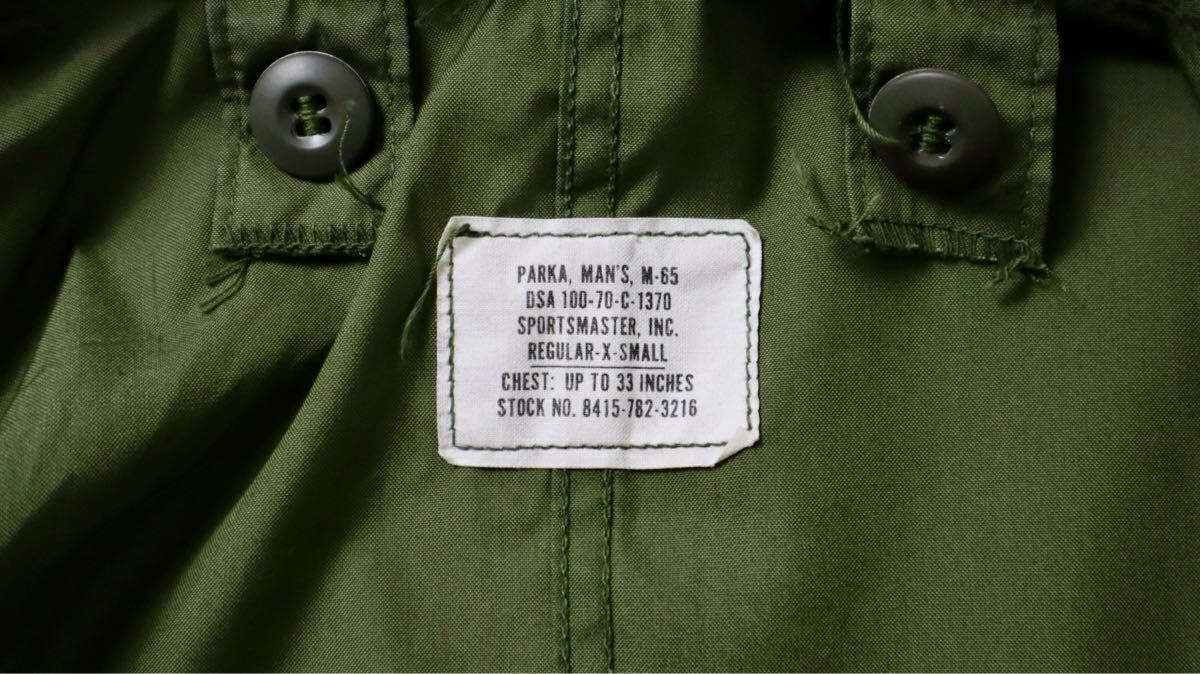 PARKA, MAN'S, M-65
DSA 100-70-C-1370
SPORTSMASTER, INC.
REGULAR-X-SMALL
CHEST: UP TO 33 INCHES
STOCK NO. 8415-782-3216